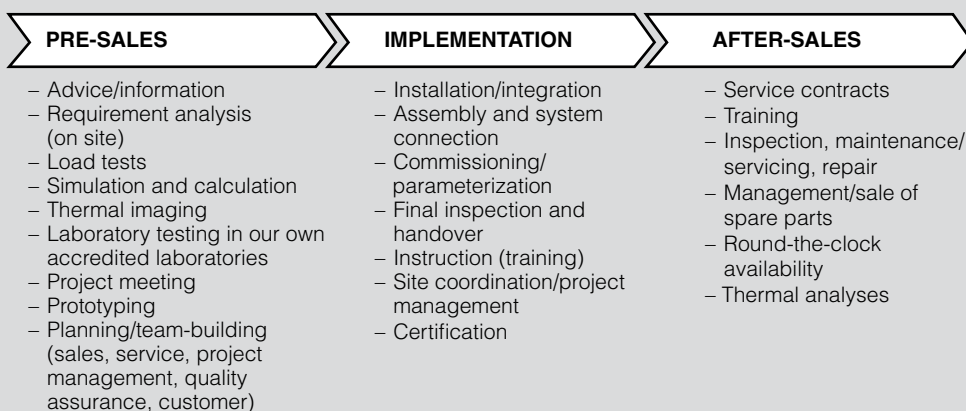 PRE-SALES
– Advice/information
– Requirement analysis
(on site)
– Load tests
– Simulation and calculation
– Thermal imaging
– Laboratory testing in our own
accredited laboratories
– Project meeting
– Prototyping
– Planning/team-building
(sales, service, project
management, quality
assurance, customer)
IMPLEMENTATION
– Installation/integration
– Assembly and system
connection
– Commissioning/
parameterization
– Final inspection and
handover
– Instruction (training)
– Site coordination/project
management
– Certification
AFTER-SALES
– Service contracts
– Training
– Inspection, maintenance/
servicing, repair
– Management/sale of
spare parts
– Round-the-clock
availability
– Thermal analyses